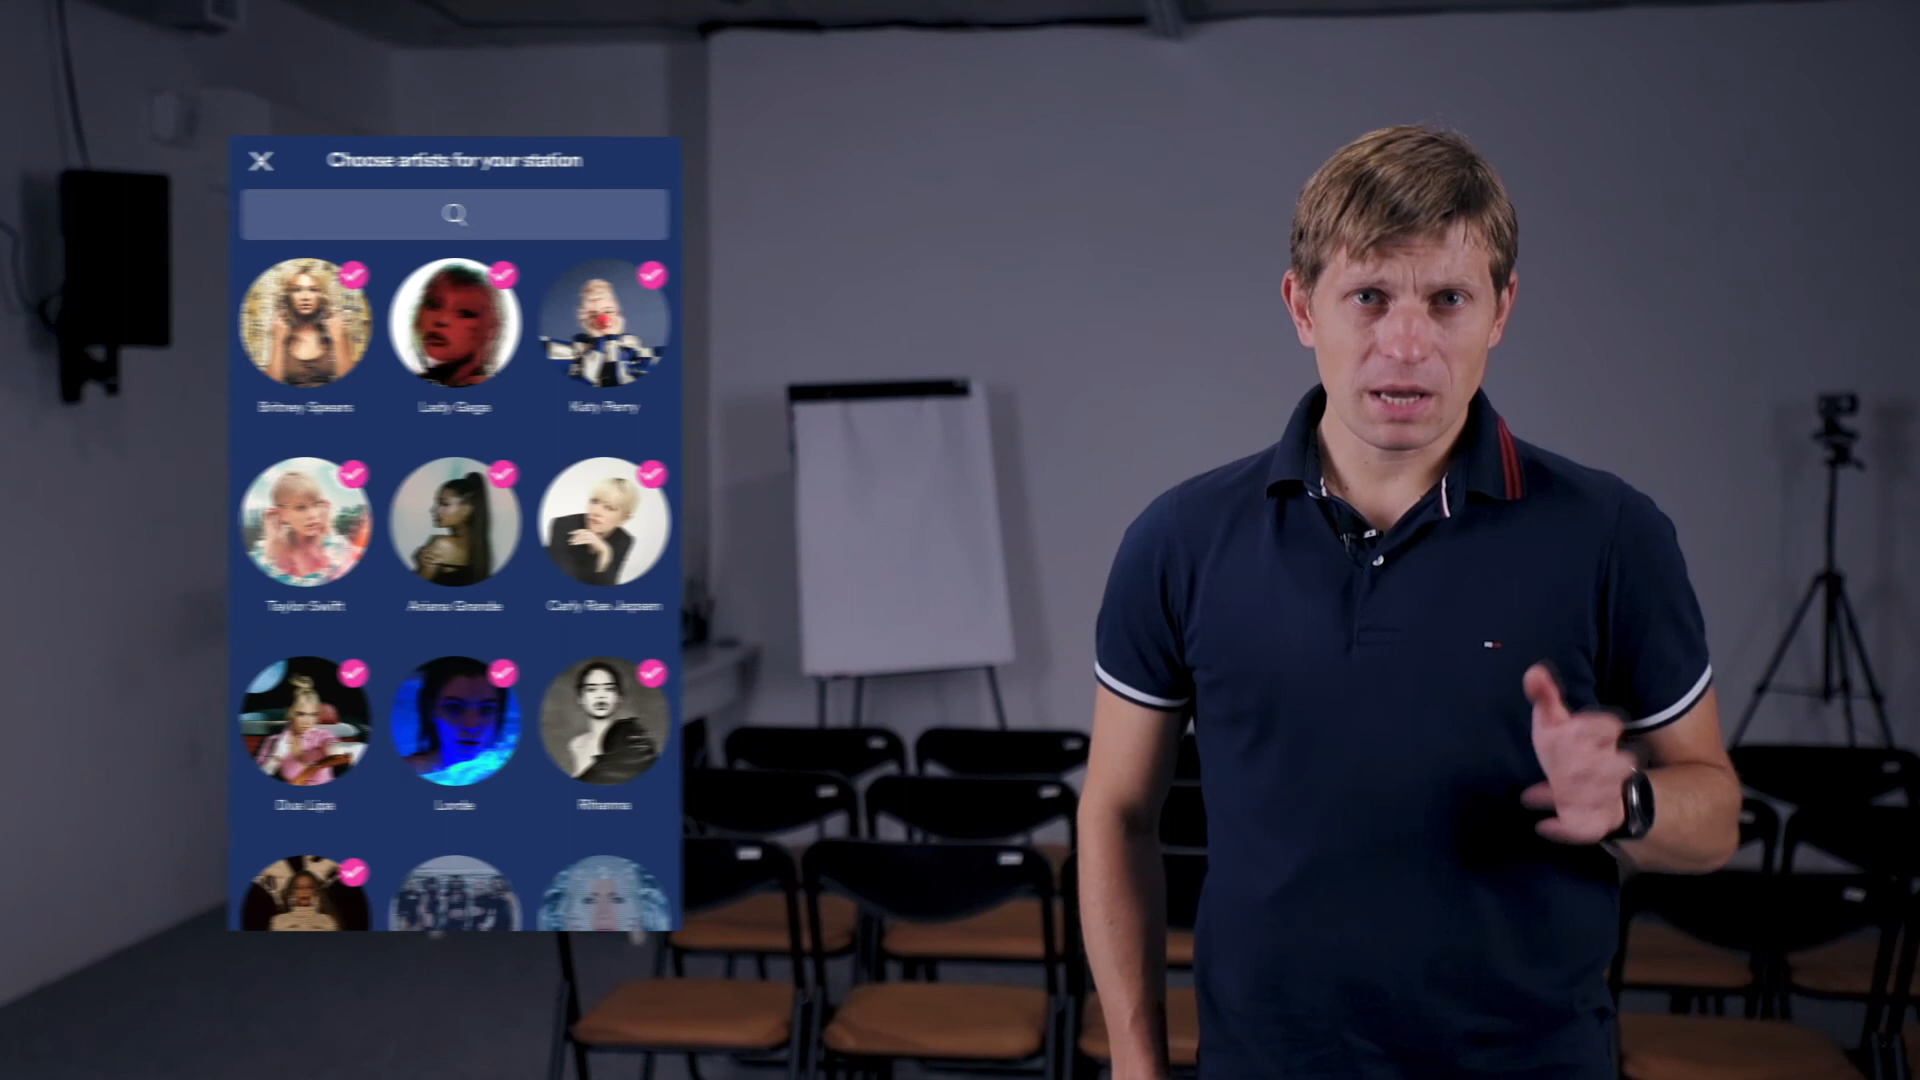 X Choose artists for your station
Britney Spears Lady Gaga Katy Perry
Taylor Swift Ariana Grande Carly Rae Jepsen
Dua Lipa Lorde Rihanna